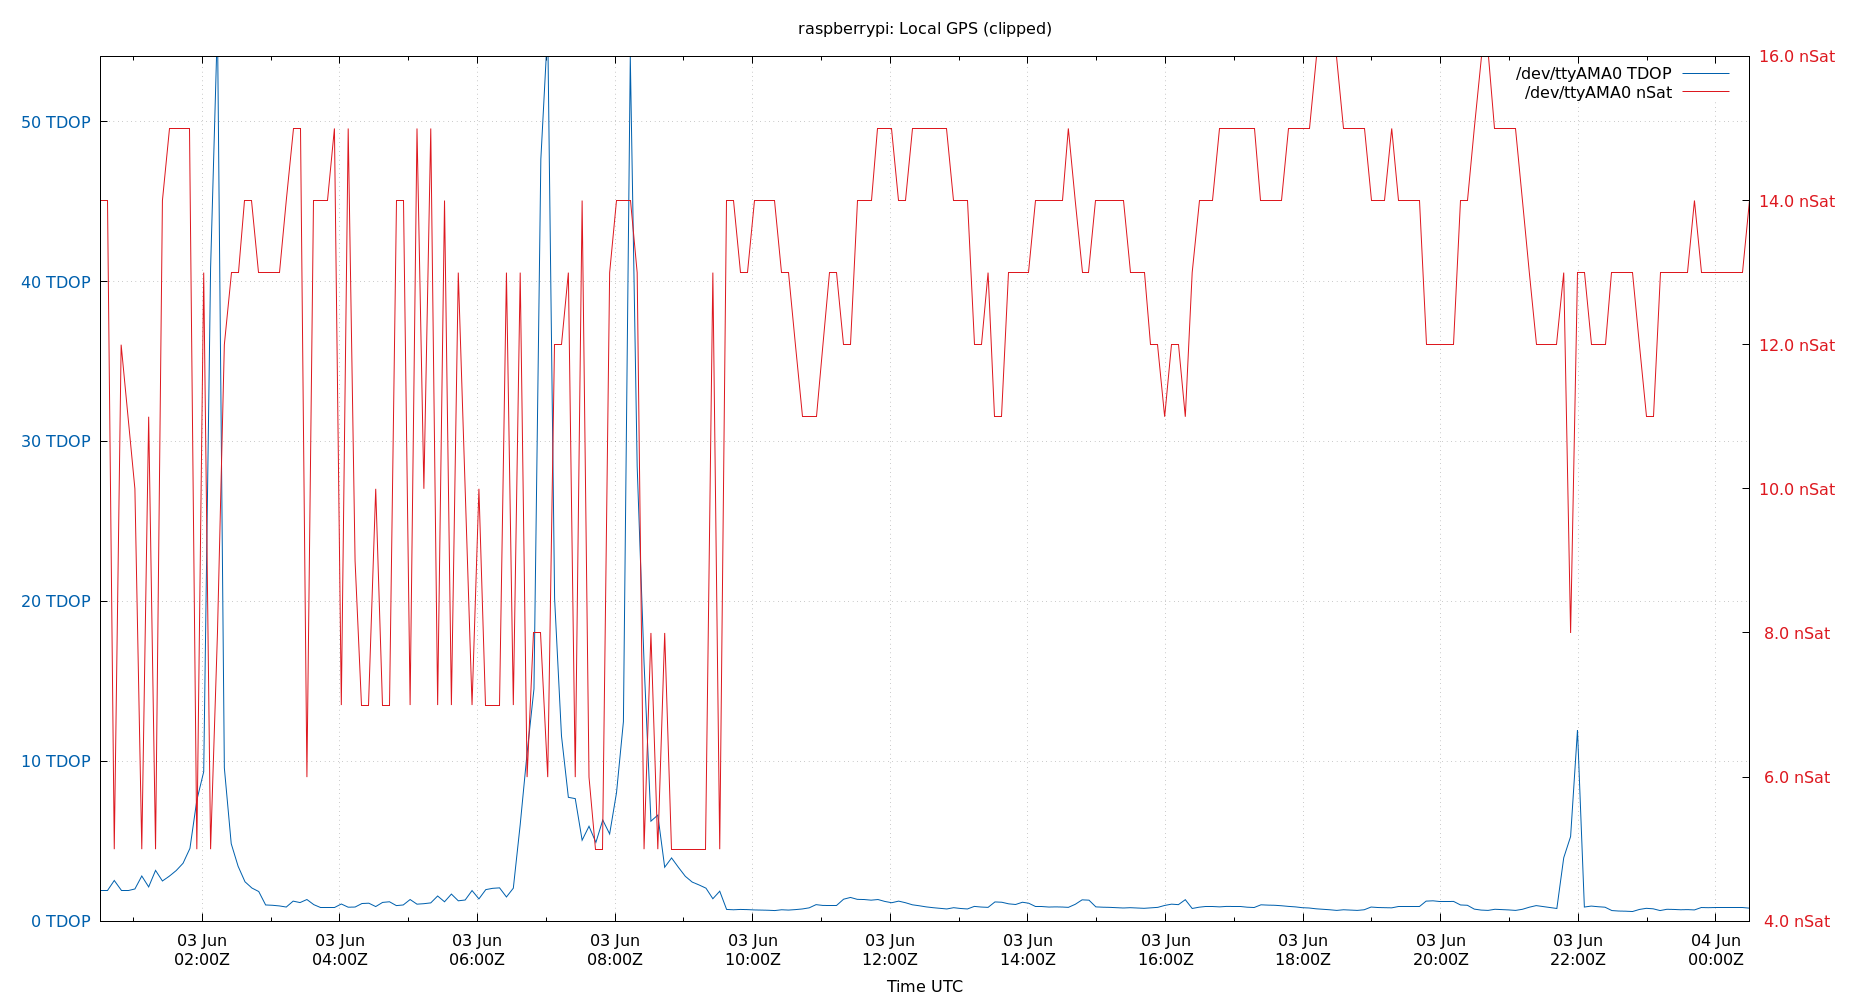 raspberrypi: Local GPS (clipped)
16.0 nSat
/dev/ttyAMA0 TDOP
/dev/ttyAMA0 nSat
50 TDOP
14.0 nSat
40 TDOP
12.0 nSat
30 TDOP
10.0 nSat
20 TDOP
8.0 nSat
10 TDOP
6.0 nSat
0 TDOP
4.0 nSat
03 Jun 03 Jun 03 Jun 03 Jun 03 Jun 03 Jun 03 Jun 03 Jun 03 Jun 03 Jun 03 Jun 04 Jun
02:00Z 04:00Z 06:00Z 08:00Z 10:00Z 12:00Z 14:00Z 16:00Z 18:00Z 20:00Z 22:00Z 00:00Z
Time UTC